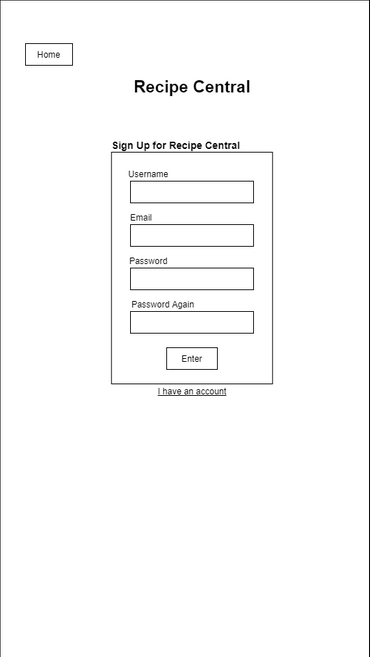 Home
Recipe Central
Sign Up for Recipe Central
Username
Email
Password
Password Again
Enter
I have an account